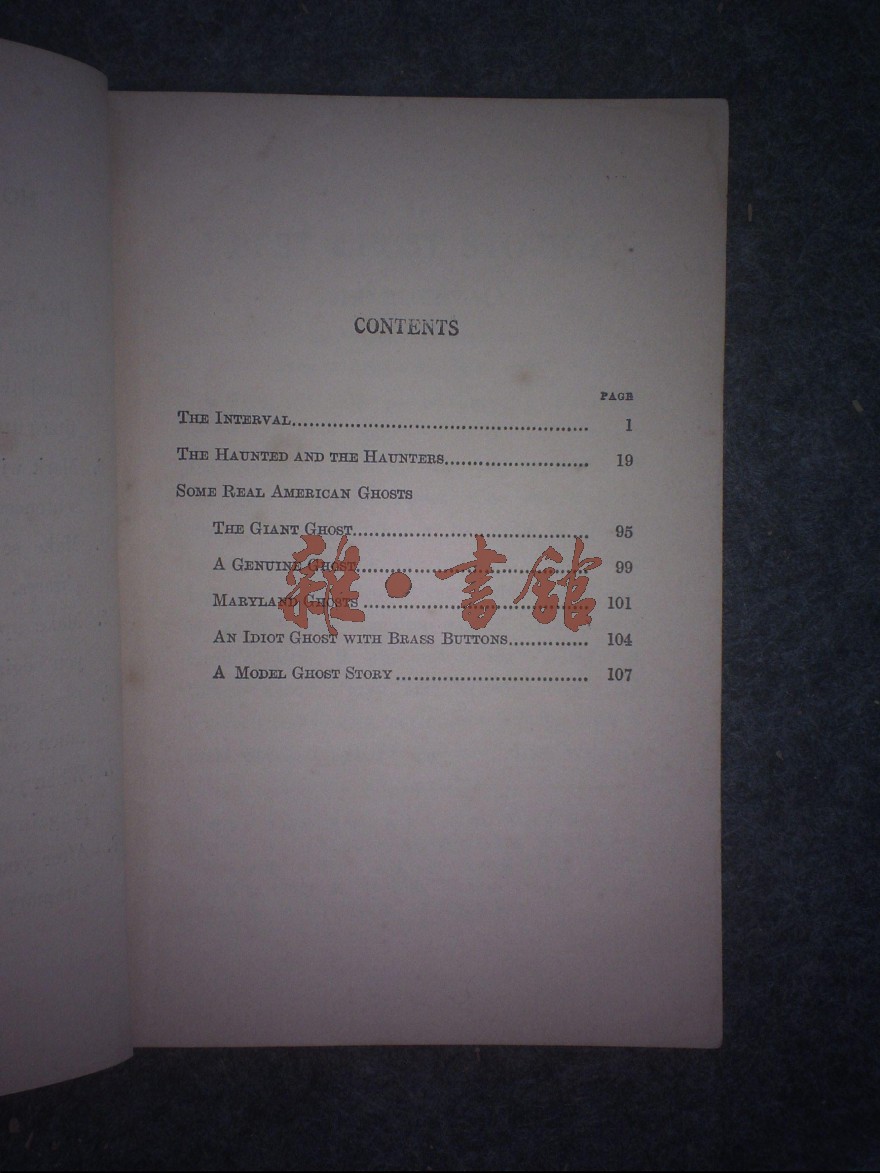 CONTENTS
PAGE
THE INTERVAL.................................................. 1
THE HAUNTED AND THE HAUNTERS........................ 19
SOME REAL AMERICAN GHOSTS
THE GIANT GHOST........................................ 95
A GENUINE GHOST........................................ 99
MARYLAND GHOSTS ...................................... 101
AN IDIOT GHOST WITH BRASS BUTTONS............. 104
A MODEL GHOST STORY ................................ 107
雜·書館